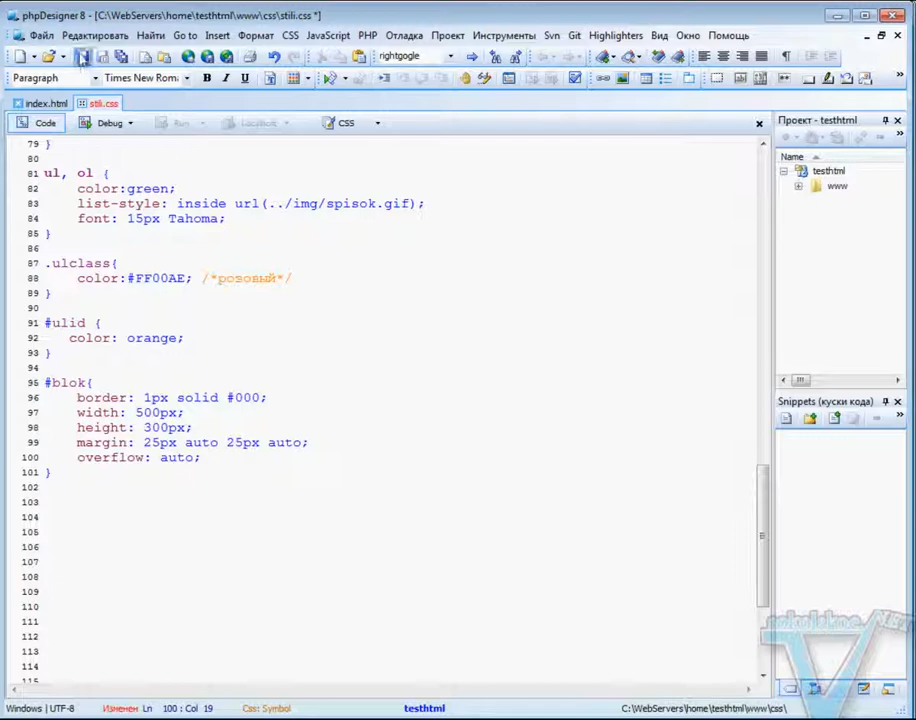 phpDesigner 8 - [C:\WebServers\home\testhtml\www\css\stili.css *]
Файл Редактировать Найти Go to Insert Формат CSS JavaScript PHP Отладка Проект Инструменты Svn Git Highlighters Вид Окно Помощь
rightgogle
Paragraph Times New Roma B I U
index.html stili.css
Code Debug Run Localhost CSS
79 }
80
81 ul, ol {
82 color:green;
83 list-style: inside url(../img/spisok.gif);
84 font: 15px Tahoma;
85 }
86
87 .ulclass{
88 color:#FF00AE; /*розовый*/
89 }
90
91 #ulid {
92 color: orange;
93 }
94
95 #blok{
96 border: 1px solid #000;
97 width: 500px;
98 height: 300px;
99 margin: 25px auto 25px auto;
100 overflow: auto;
101 }
102
103
104
105
106
107
108
109
110
111
112
113
114
115
Проект - testhtml
Name
testhtml
www
Snippets (куски кода)
Windows | UTF-8 Изменен Ln 100 : Col 19 Css: Symbol testhtml C:\WebServers\home\testhtml\www\css\